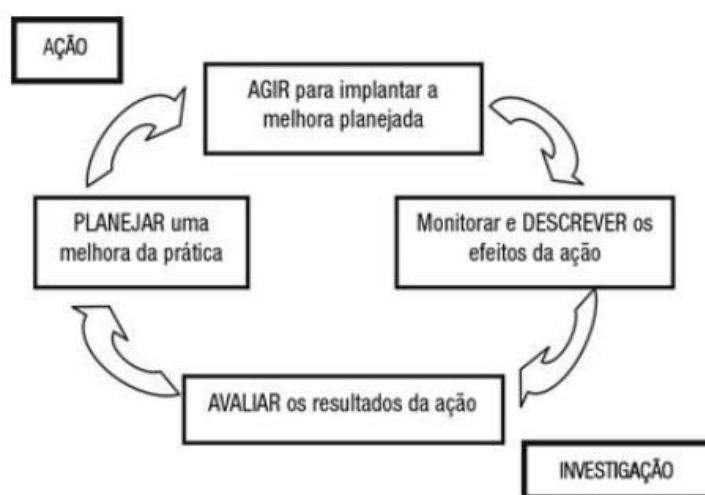 AÇÃO
AGIR para implantar a
melhora planejada
PLANEJAR uma
melhora da prática
Monitorar e DESCREVER os
efeitos da ação
AVALIAR os resultados da ação
INVESTIGAÇÃO